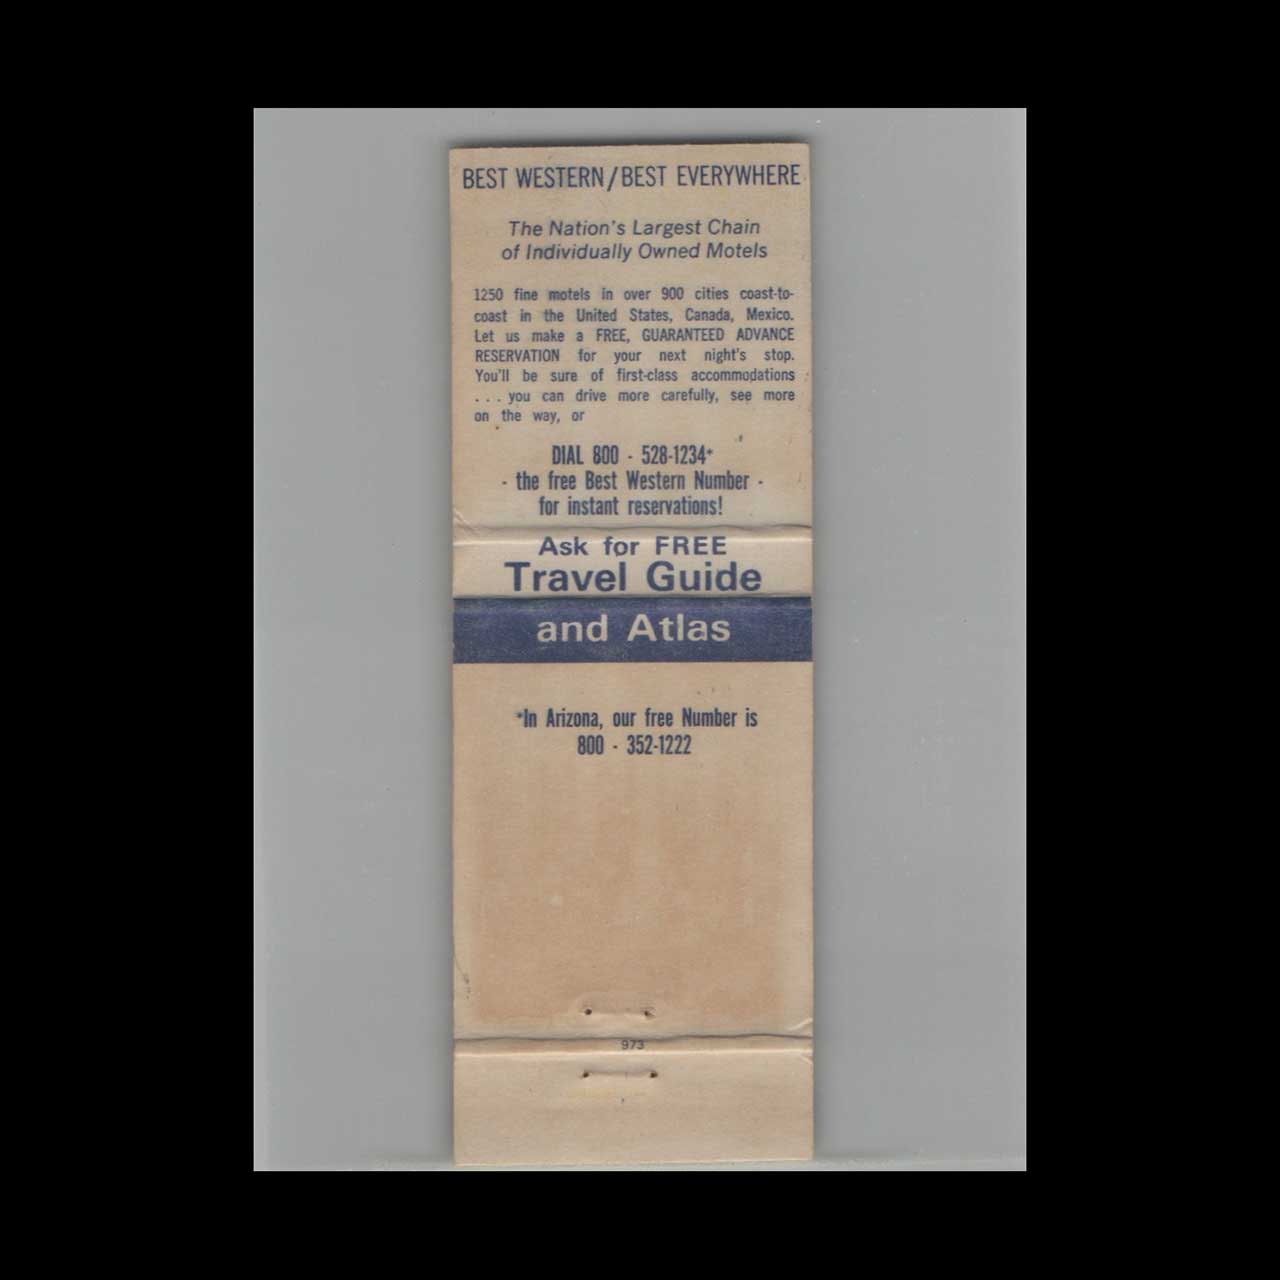 BEST WESTERN/BEST EVERYWHERE
The Nation's Largest Chain
of Individually Owned Motels
1250 fine motels in over 900 cities coast-to-
coast in the United States, Canada, Mexico.
Let us make a FREE, GUARANTEED ADVANCE
RESERVATION for your next night's stop.
You'll be sure of first-class accommodations
... you can drive more carefully, see more
on the way, or
DIAL 800 - 528-1234*
- the free Best Western Number -
for instant reservations!
Ask for FREE
Travel Guide
and Atlas
*In Arizona, our free Number is
800 - 352-1222
973